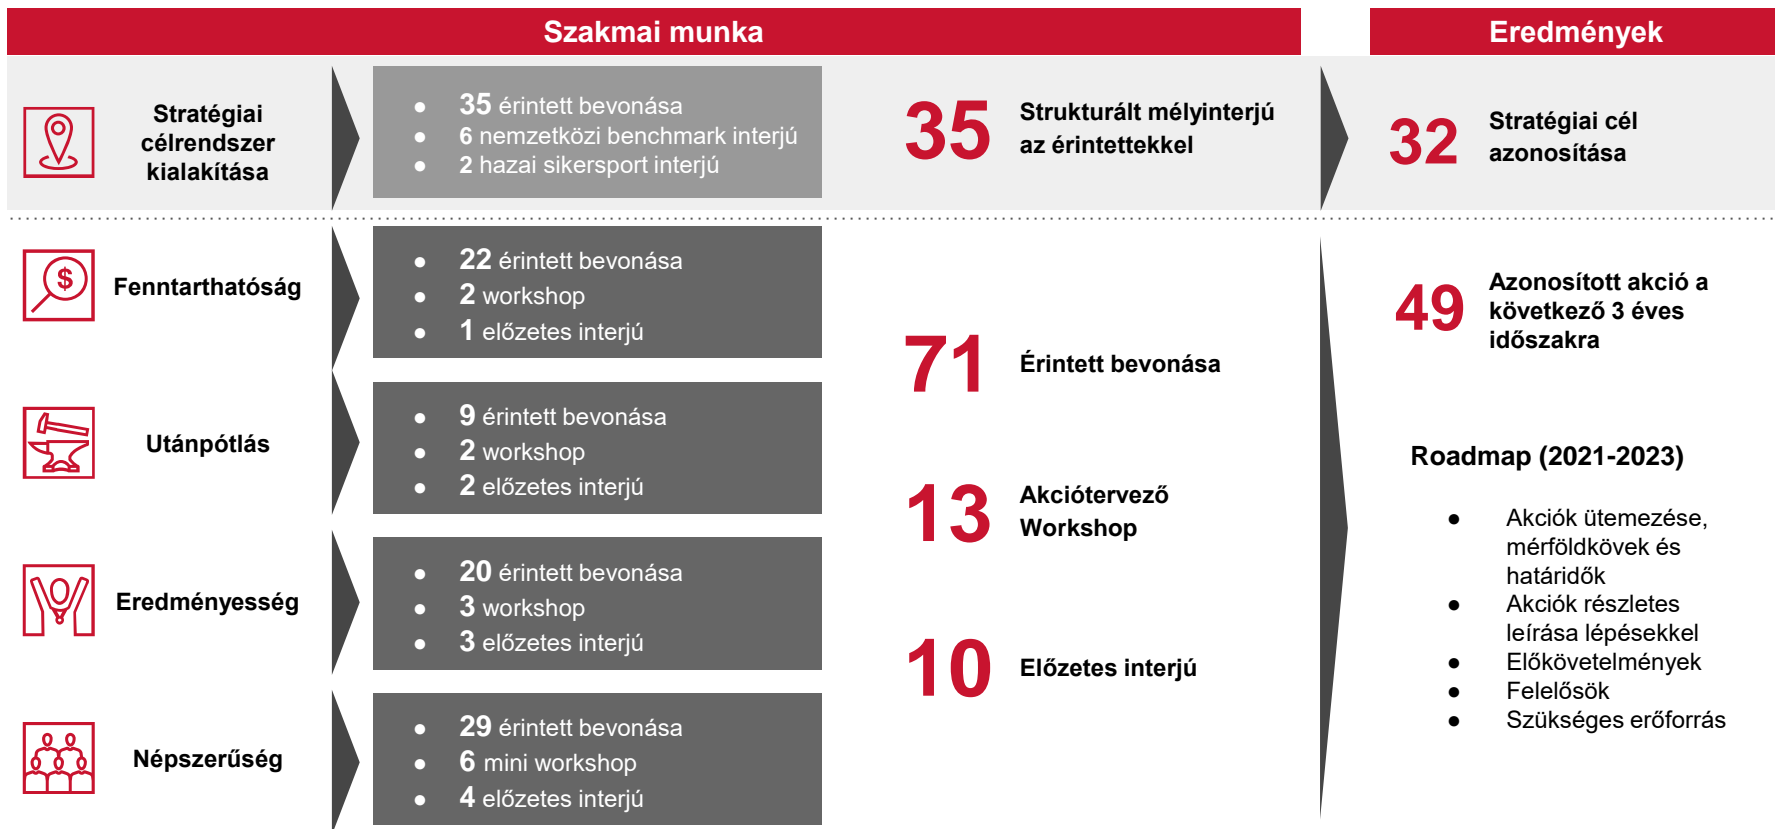 Szakmai munka
Eredmények
Stratégiai
célrendszer
kialakítása
● 35 érintett bevonása
● 6 nemzetközi benchmark interjú
● 2 hazai sikersport interjú
35
Strukturált mélyinterjú
az érintettekkel
32
Stratégiai cél
azonosítása
$
Fenntarthatóság
● 22 érintett bevonása
● 2 workshop
● 1 előzetes interjú
Utánpótlás
● 9 érintett bevonása
● 2 workshop
● 2 előzetes interjú
Eredményesség
● 20 érintett bevonása
● 3 workshop
● 3 előzetes interjú
Népszerűség
● 29 érintett bevonása
● 6 mini workshop
● 4 előzetes interjú
71
Érintett bevonása
13
Akciótervező
Workshop
10
Előzetes interjú
49
Azonosított akció a
következő 3 éves
időszakra
Roadmap (2021-2023)
● Akciók ütemezése,
mérföldkövek és
határidők
● Akciók részletes
leírása lépésekkel
● Előkövetelmények
● Felelősök
● Szükséges erőforrás